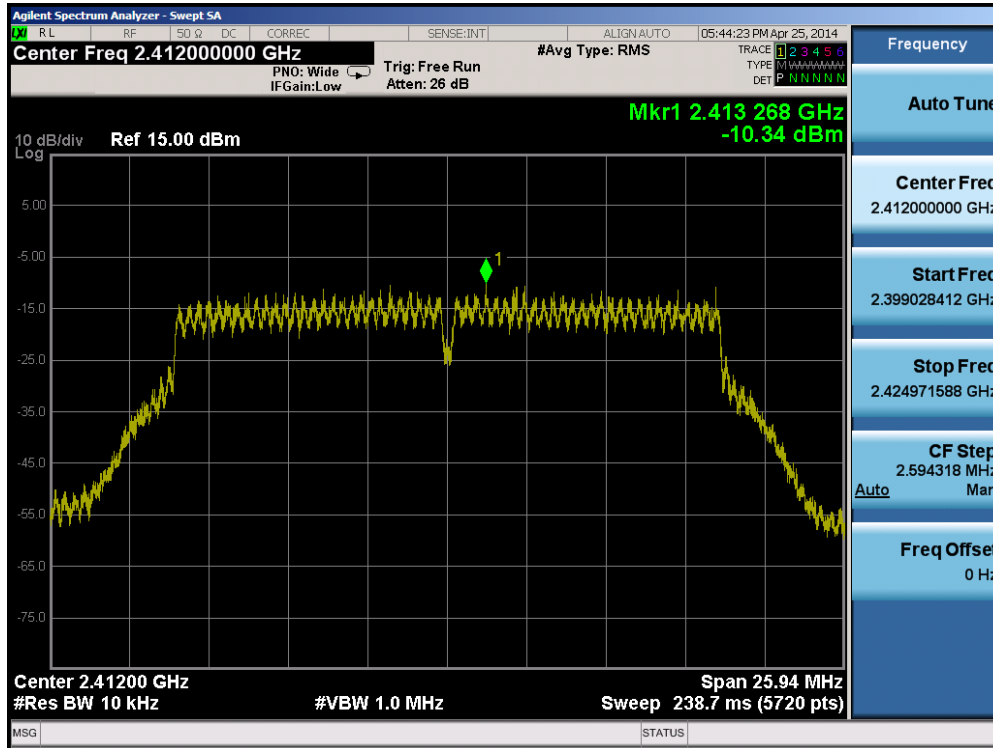 Agilent Spectrum Analyzer - Swept SA
LXI RL RF 50 Ω DC CORREC SENSE:INT ALIGNAUTO 05:44:23 PM Apr 25, 2014
Center Freq 2.412000000 GHz
PNO: Wide
IFGain:Low
Trig: Free Run
Atten: 26 dB
#Avg Type: RMS
TRACE 1 2 3 4 5 6
TYPE M WWWWW
DET P N N N N N
Mkr1 2.413 268 GHz
-10.34 dBm
10 dB/div Ref 15.00 dBm
Log
5.00
-5.00
-15.0
-25.0
-35.0
-45.0
-55.0
-65.0
-75.0
1
Center 2.41200 GHz
Span 25.94 MHz
#Res BW 10 kHz
#VBW 1.0 MHz
Sweep 238.7 ms (5720 pts)
MSG
STATUS
Frequency
Auto Tune
Center Freq
2.412000000 GHz
Start Freq
2.399028412 GHz
Stop Freq
2.424971588 GHz
CF Step
2.594318 MHz
Auto Man
Freq Offset
0 Hz